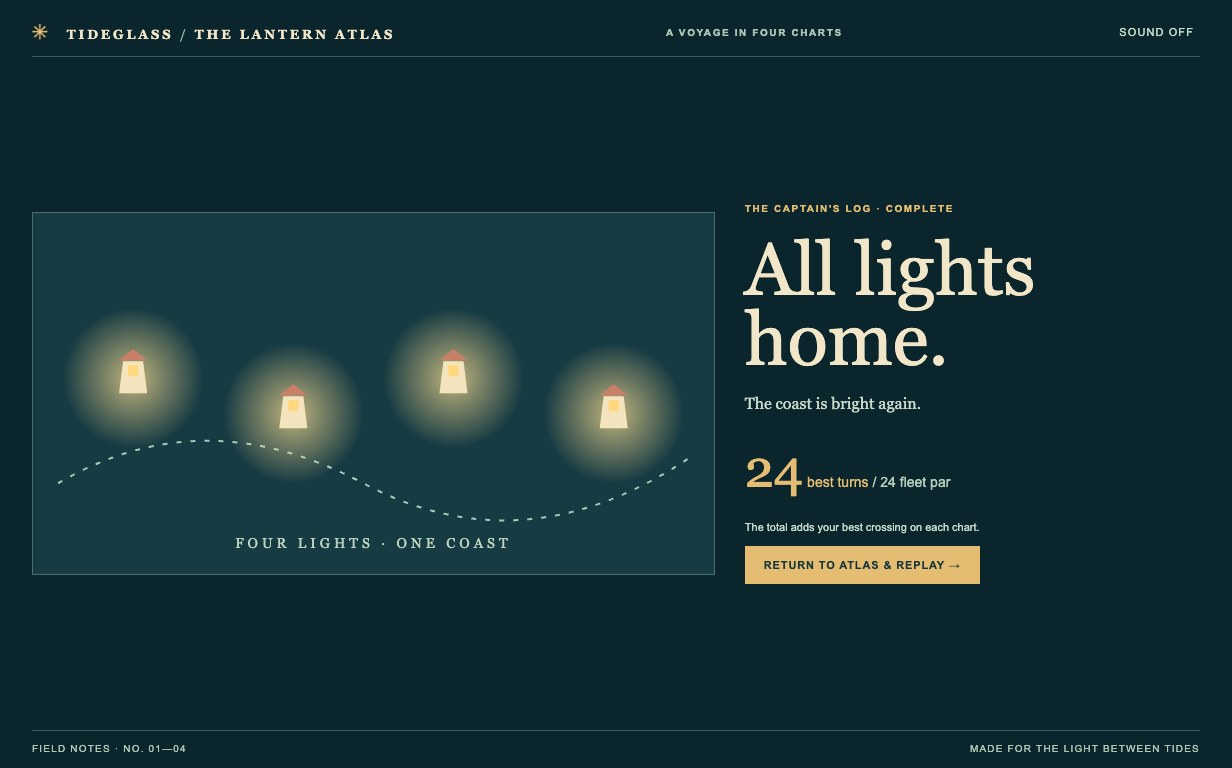 ✳ TIDEGLASS / THE LANTERN ATLAS
A VOYAGE IN FOUR CHARTS
SOUND OFF
FOUR LIGHTS · ONE COAST
THE CAPTAIN'S LOG · COMPLETE
All lights
home.
The coast is bright again.
24 best turns / 24 fleet par
The total adds your best crossing on each chart.
RETURN TO ATLAS & REPLAY →
FIELD NOTES · NO. 01—04
MADE FOR THE LIGHT BETWEEN TIDES